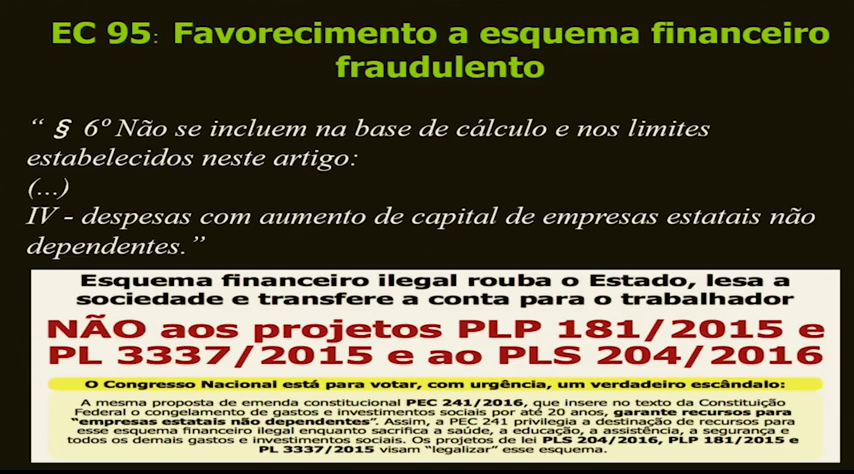 EC 95: Favorecimento a esquema financeiro
fraudulento
“ § 6º Não se incluem na base de cálculo e nos limites
estabelecidos neste artigo:
(...)
IV - despesas com aumento de capital de empresas estatais não
dependentes.”
Esquema financeiro ilegal rouba o Estado, lesa a
sociedade e transfere a conta para o trabalhador
NÃO aos projetos PLP 181/2015 e
PL 3337/2015 e ao PLS 204/2016
O Congresso Nacional está para votar, com urgência, um verdadeiro escândalo:
A mesma proposta de emenda constitucional PEC 241/2016, que insere no texto da Constituição
Federal o congelamento de gastos e investimentos sociais por até 20 anos, garante recursos para
"empresas estatais não dependentes". Assim, a PEC 241 privilegia a destinação de recursos para
esse esquema financeiro ilegal enquanto sacrifica a saúde, a educação, a assistência, a segurança e
todos os demais gastos e investimentos sociais. Os projetos de lei PLS 204/2016, PLP 181/2015 e
PL 3337/2015 visam "legalizar" esse esquema.